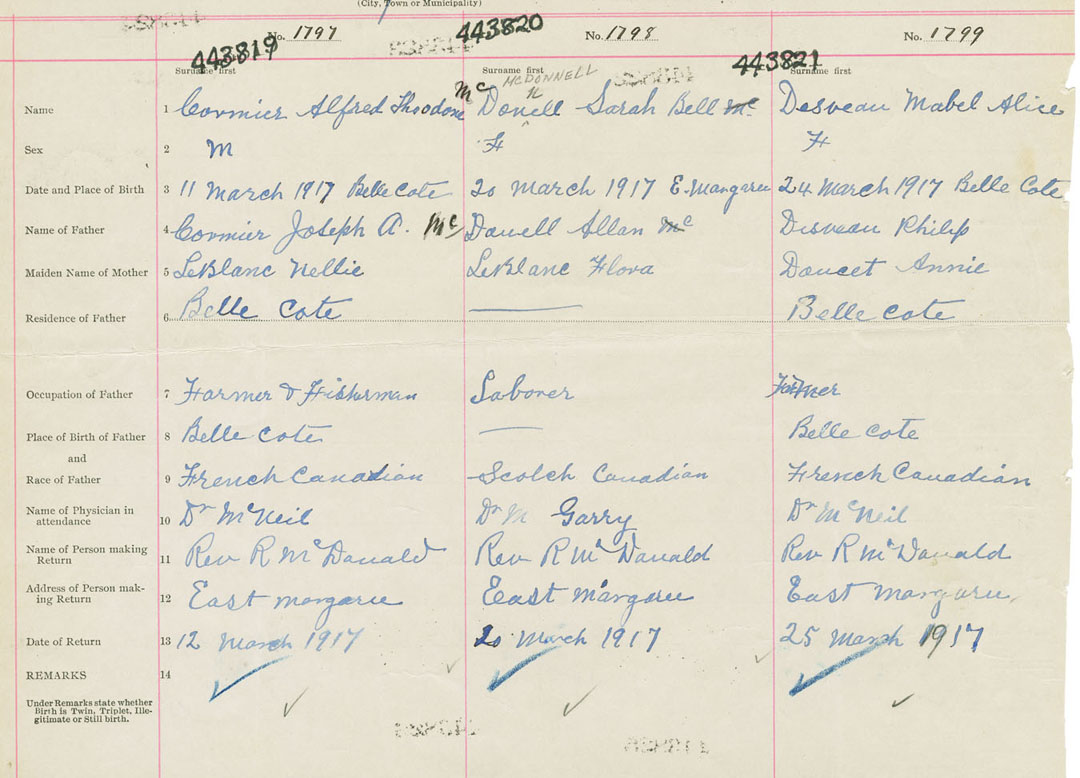 (City, Town or Municipality)
No. 1797 No. 1798 No. 1799
443819 443820 443821
Surname first Surname first Surname first
McDONNELL
Name 1 Cormier Alfred Thoodore Mc Donell Sarah Bell Mc Desveau Mabel Alice
Sex 2 M F F
Date and Place of Birth 3 11 March 1917 Belle Cote 20 March 1917 E. Margaree 24 March 1917 Belle Cote
Name of Father 4 Cormier Joseph A. Mc Donell Allan Mc Desveau Philip
Maiden Name of Mother 5 LeBlanc Nellie LeBlanc Flora Doucet Annie
Residence of Father 6 Belle Cote — Belle Cote
Occupation of Father 7 Farmer & Fisherman Laborer Farmer
Place of Birth of Father 8 Belle Cote — Belle Cote
and
Race of Father 9 French Canadian Scotch Canadian French Canadian
Name of Physician in
attendance 10 Dr McNeil Dr M Garry Dr McNeil
Name of Person making
Return 11 Rev R McDonald Rev R McDonald Rev R McDonald
Address of Person mak-
ing Return 12 East Margaree East Margaree East Margaree
Date of Return 13 12 March 1917 20 March 1917 25 March 1917
REMARKS 14
Under Remarks state whether
Birth is Twin, Triplet, Ille-
gitimate or Still birth.